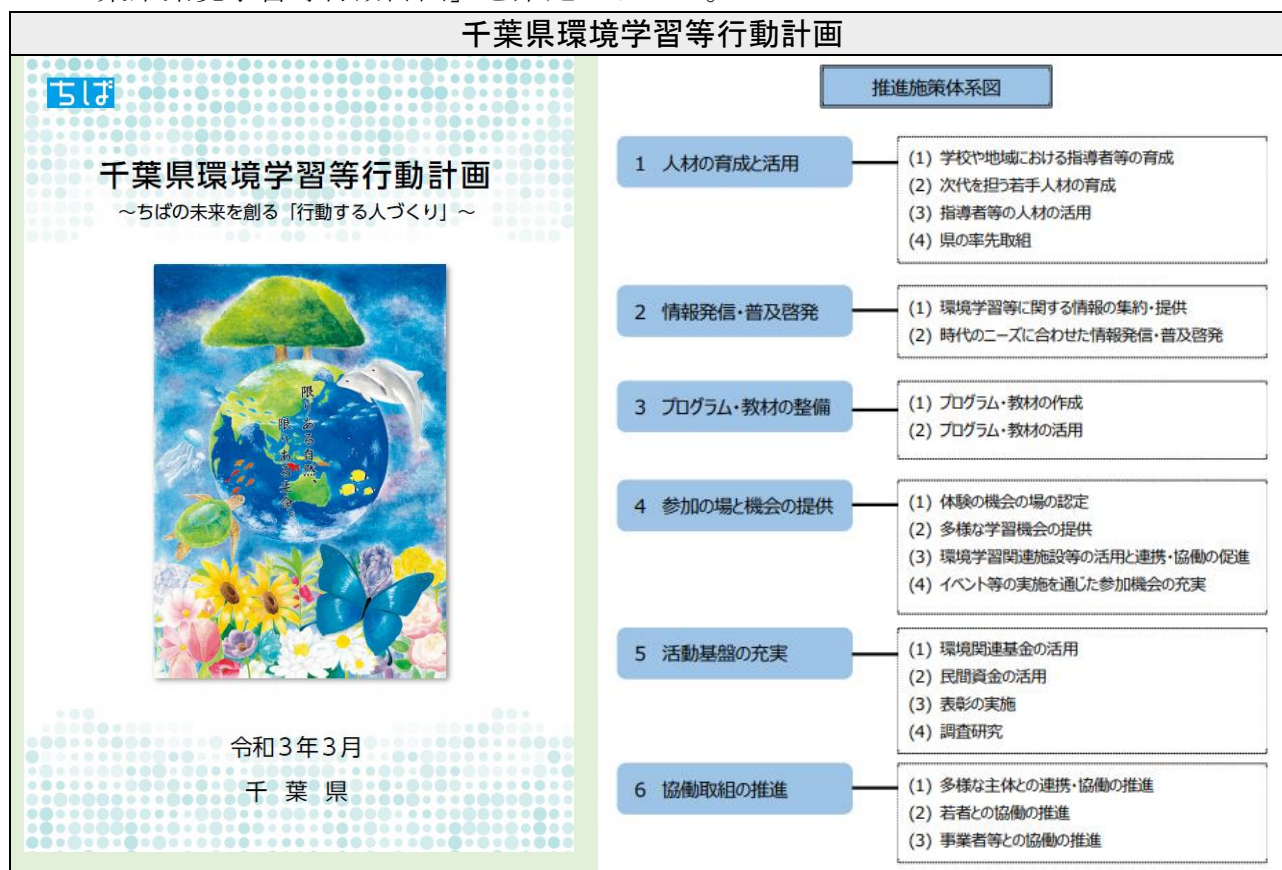 千葉県環境学習等行動計画
ちば
千葉県環境学習等行動計画
～ちばの未来を創る「行動する人づくり」～
限りある自然、
限りある生命。
令和3年3月
千葉県
推進施策体系図
1 人材の育成と活用
(1) 学校や地域における指導者等の育成
(2) 次代を担う若手人材の育成
(3) 指導者等の人材の活用
(4) 県の率先取組
2 情報発信・普及啓発
(1) 環境学習等に関する情報の集約・提供
(2) 時代のニーズに合わせた情報発信・普及啓発
3 プログラム・教材の整備
(1) プログラム・教材の作成
(2) プログラム・教材の活用
4 参加の場と機会の提供
(1) 体験の機会の場の認定
(2) 多様な学習機会の提供
(3) 環境学習関連施設等の活用と連携・協働の促進
(4) イベント等の実施を通じた参加機会の充実
5 活動基盤の充実
(1) 環境関連基金の活用
(2) 民間資金の活用
(3) 表彰の実施
(4) 調査研究
6 協働取組の推進
(1) 多様な主体との連携・協働の推進
(2) 若者との協働の推進
(3) 事業者等との協働の推進